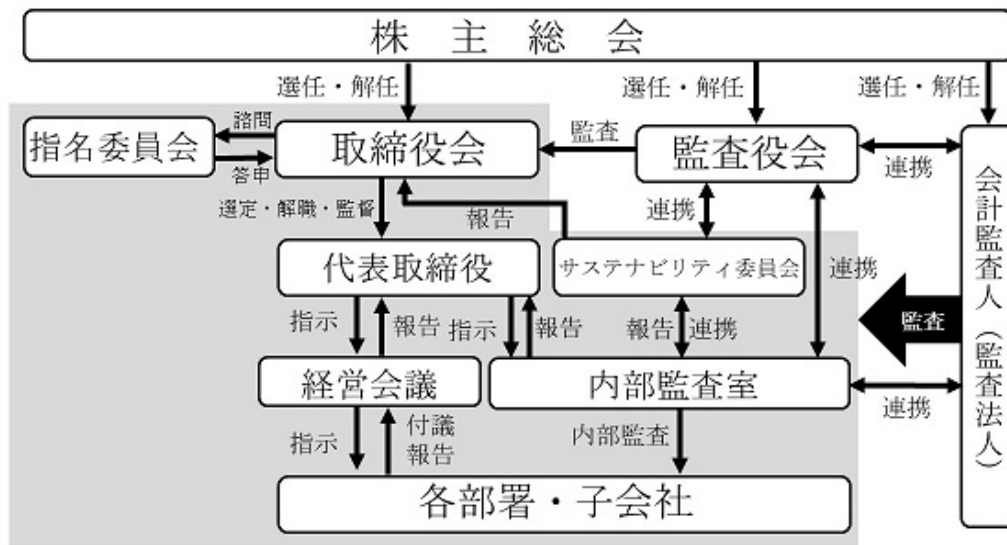 株主総会
選任・解任
選任・解任
選任・解任
指名委員会
諮問
答申
取締役会
監査
監査役会
連携
会計監査人（監査法人）
選定・解職・監督
報告
連携
代表取締役
サステナビリティ委員会
連携
監査
指示
報告
指示
報告
報告
連携
経営会議
内部監査室
連携
指示
付議
報告
内部監査
各部署・子会社